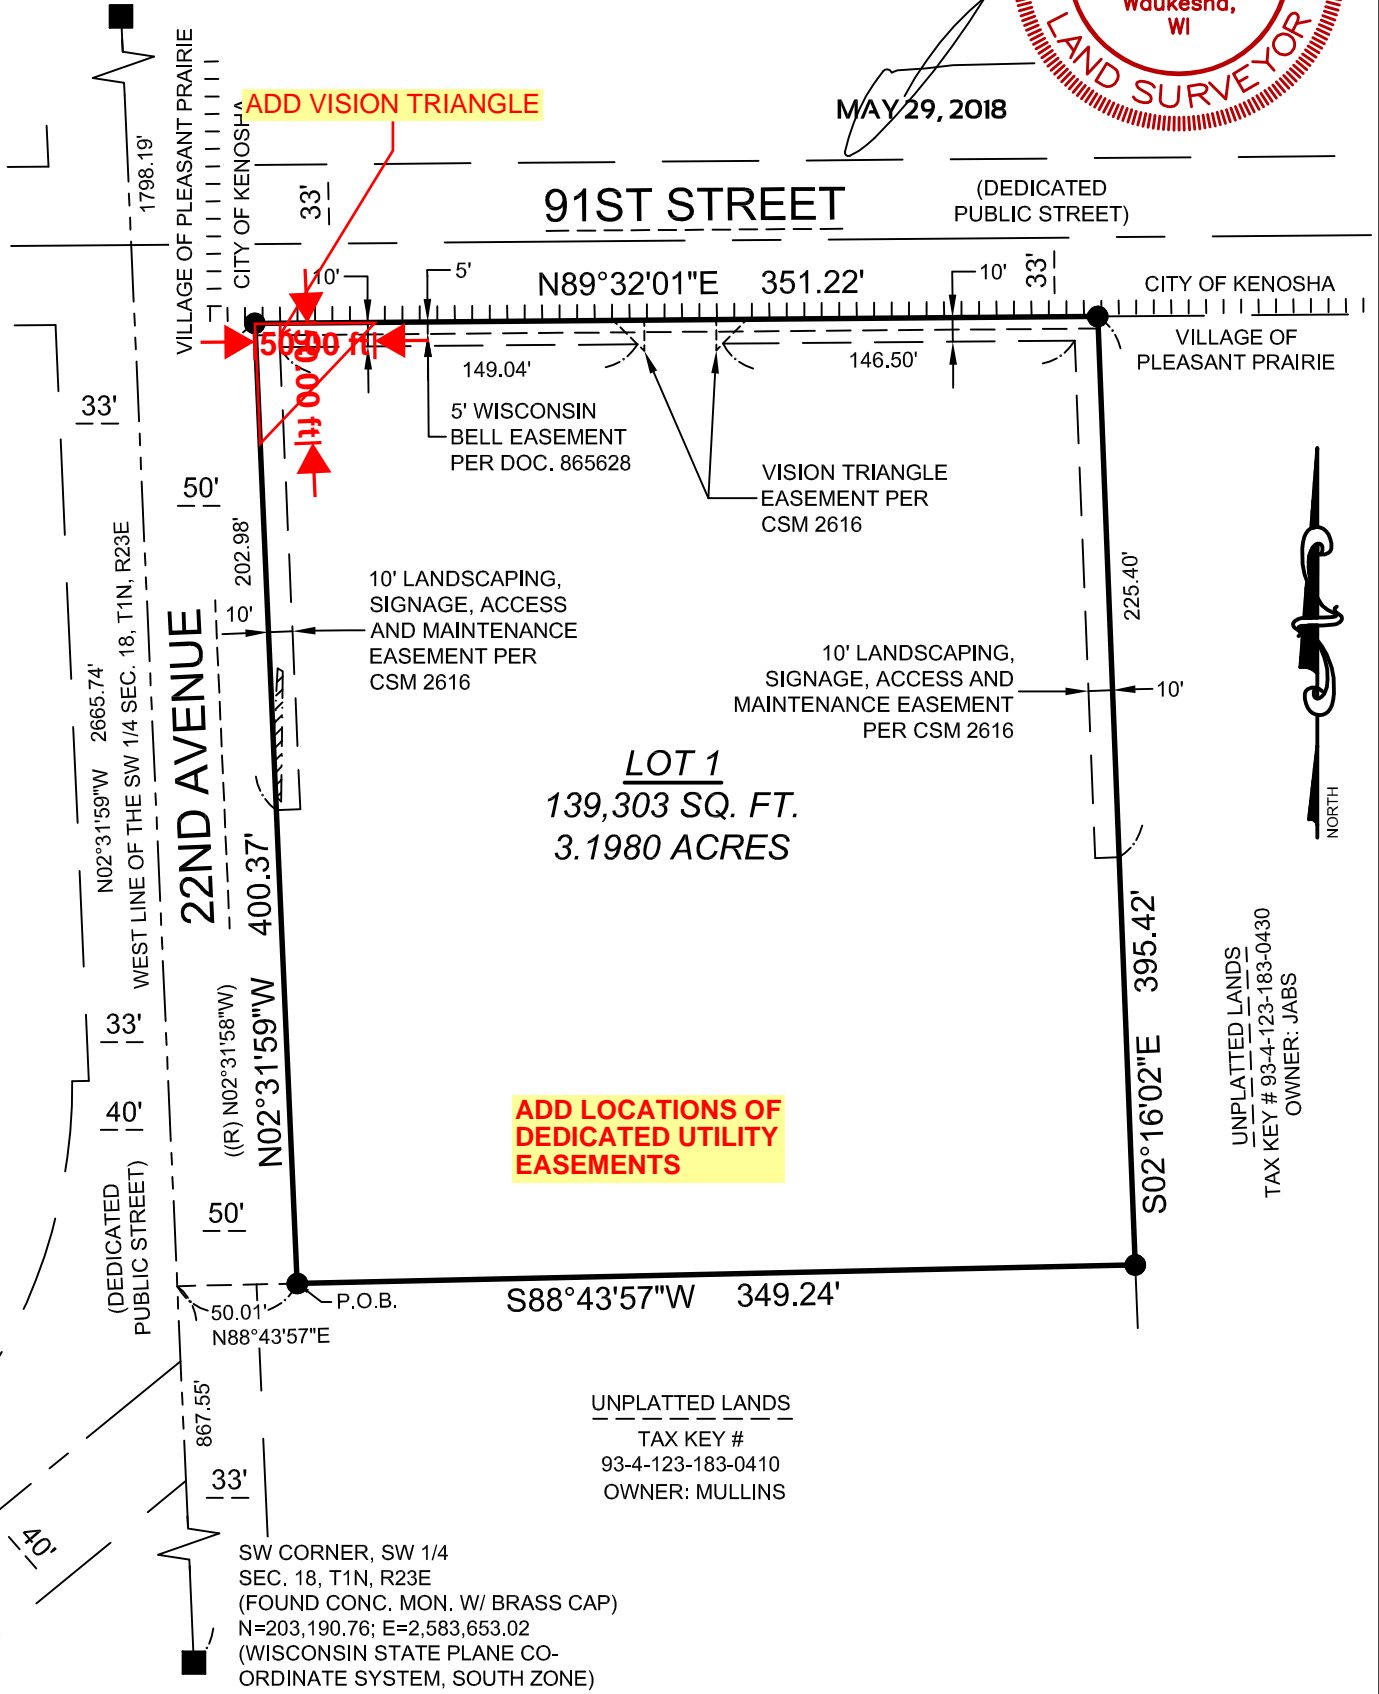 Waukesha,
WI
LAND SURVEYOR
MAY 29, 2018
ADD VISION TRIANGLE
1798.19'
VILLAGE OF PLEASANT PRAIRIE
CITY OF KENOSHA
33'
91ST STREET
(DEDICATED
PUBLIC STREET)
10'
5'
N89°32'01"E 351.22'
10'
33'
CITY OF KENOSHA
VILLAGE OF
PLEASANT PRAIRIE
50.00 ft
50.00 ft
149.04'
146.50'
33'
5' WISCONSIN
BELL EASEMENT
PER DOC. 865628
VISION TRIANGLE
EASEMENT PER
CSM 2616
50'
202.98'
10'
10' LANDSCAPING,
SIGNAGE, ACCESS
AND MAINTENANCE
EASEMENT PER
CSM 2616
225.40'
10' LANDSCAPING,
SIGNAGE, ACCESS AND
MAINTENANCE EASEMENT
PER CSM 2616
10'
N02°31'59"W 2665.74'
WEST LINE OF THE SW 1/4 SEC. 18, T1N, R23E
22ND AVENUE
LOT 1
139,303 SQ. FT.
3.1980 ACRES
NORTH
((R) N02°31'58"W)
N02°31'59"W 400.37'
S02°16'02"E 395.42'
UNPLATTED LANDS
TAX KEY # 93-4-123-183-0430
OWNER: JABS
33'
40'
ADD LOCATIONS OF
DEDICATED UTILITY
EASEMENTS
(DEDICATED
PUBLIC STREET)
50'
50.01'
N88°43'57"E
P.O.B.
S88°43'57"W 349.24'
867.55'
UNPLATTED LANDS
TAX KEY #
93-4-123-183-0410
OWNER: MULLINS
33'
40'
SW CORNER, SW 1/4
SEC. 18, T1N, R23E
(FOUND CONC. MON. W/ BRASS CAP)
N=203,190.76; E=2,583,653.02
(WISCONSIN STATE PLANE CO-
ORDINATE SYSTEM, SOUTH ZONE)